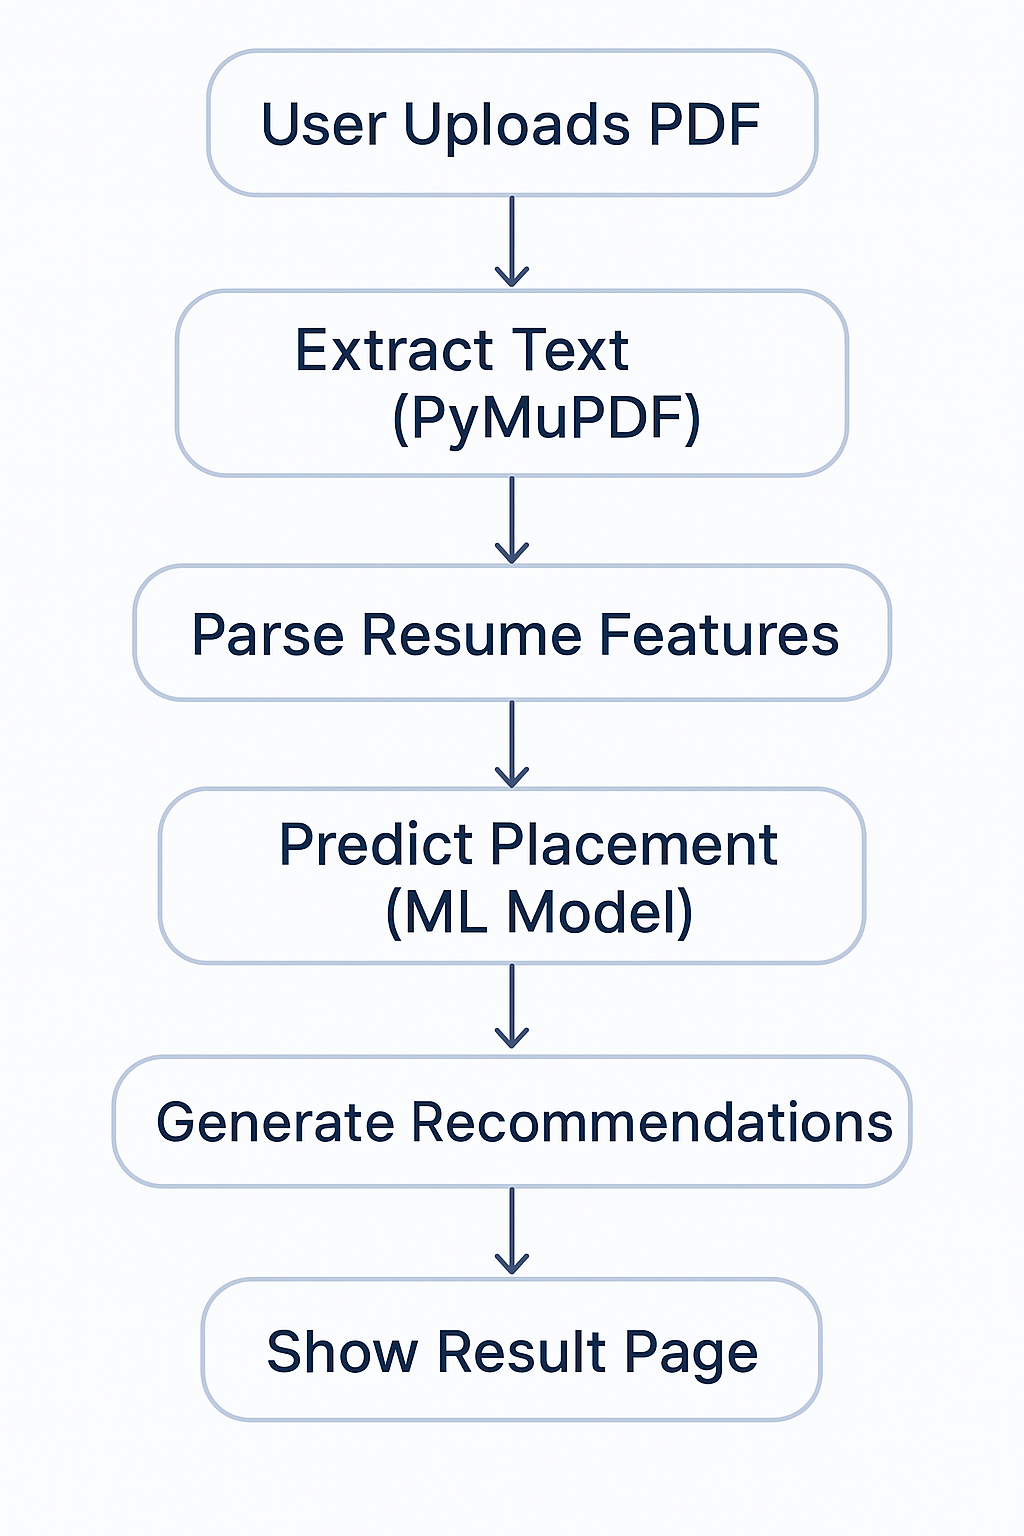 User Uploads PDF
Extract Text
(PyMuPDF)
Parse Resume Features
Predict Placement
(ML Model)
Generate Recommendations
Show Result Page